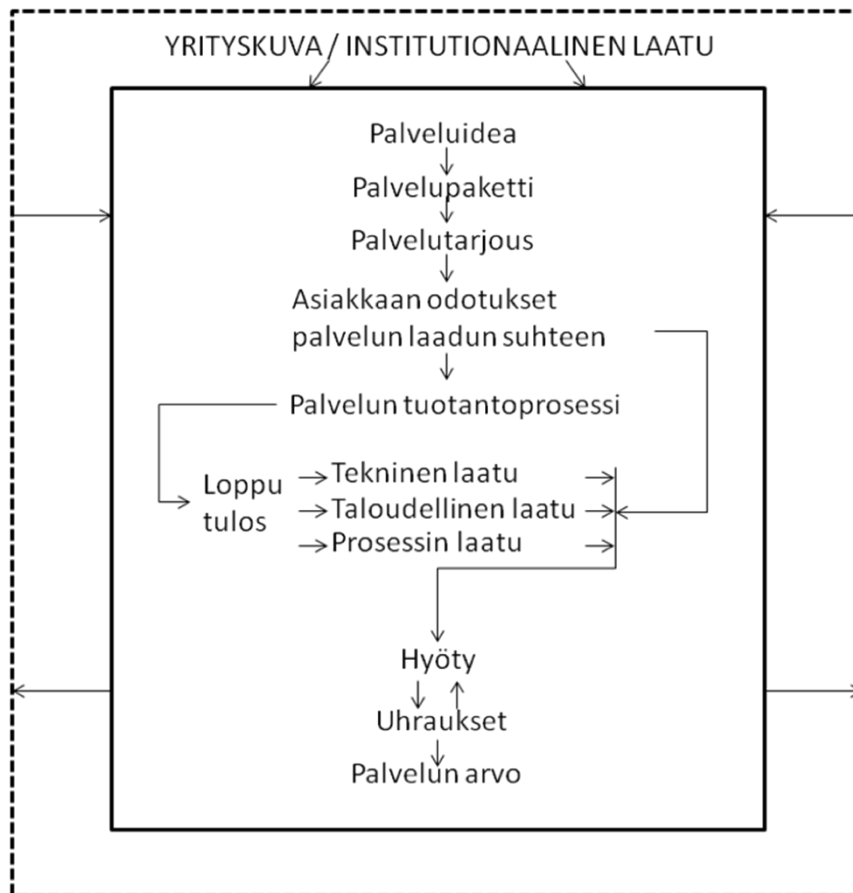 YRITYSKUVA / INSTITUTIONAALINEN LAATU
Palveluidea
Palvelupaketti
Palvelutarjous
Asiakkaan odotukset
palvelun laadun suhteen
Palvelun tuotantoprosessi
Loppu
tulos
Tekninen laatu
Taloudellinen laatu
Prosessin laatu
Hyöty
Uhraukset
Palvelun arvo